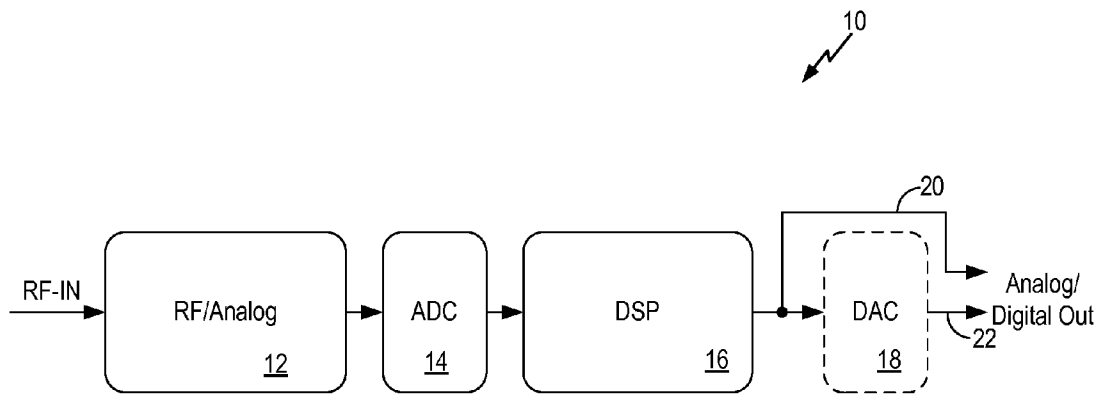 10
20
RF-IN
RF/Analog
12
ADC
14
DSP
16
DAC
18
Analog/
Digital Out
22